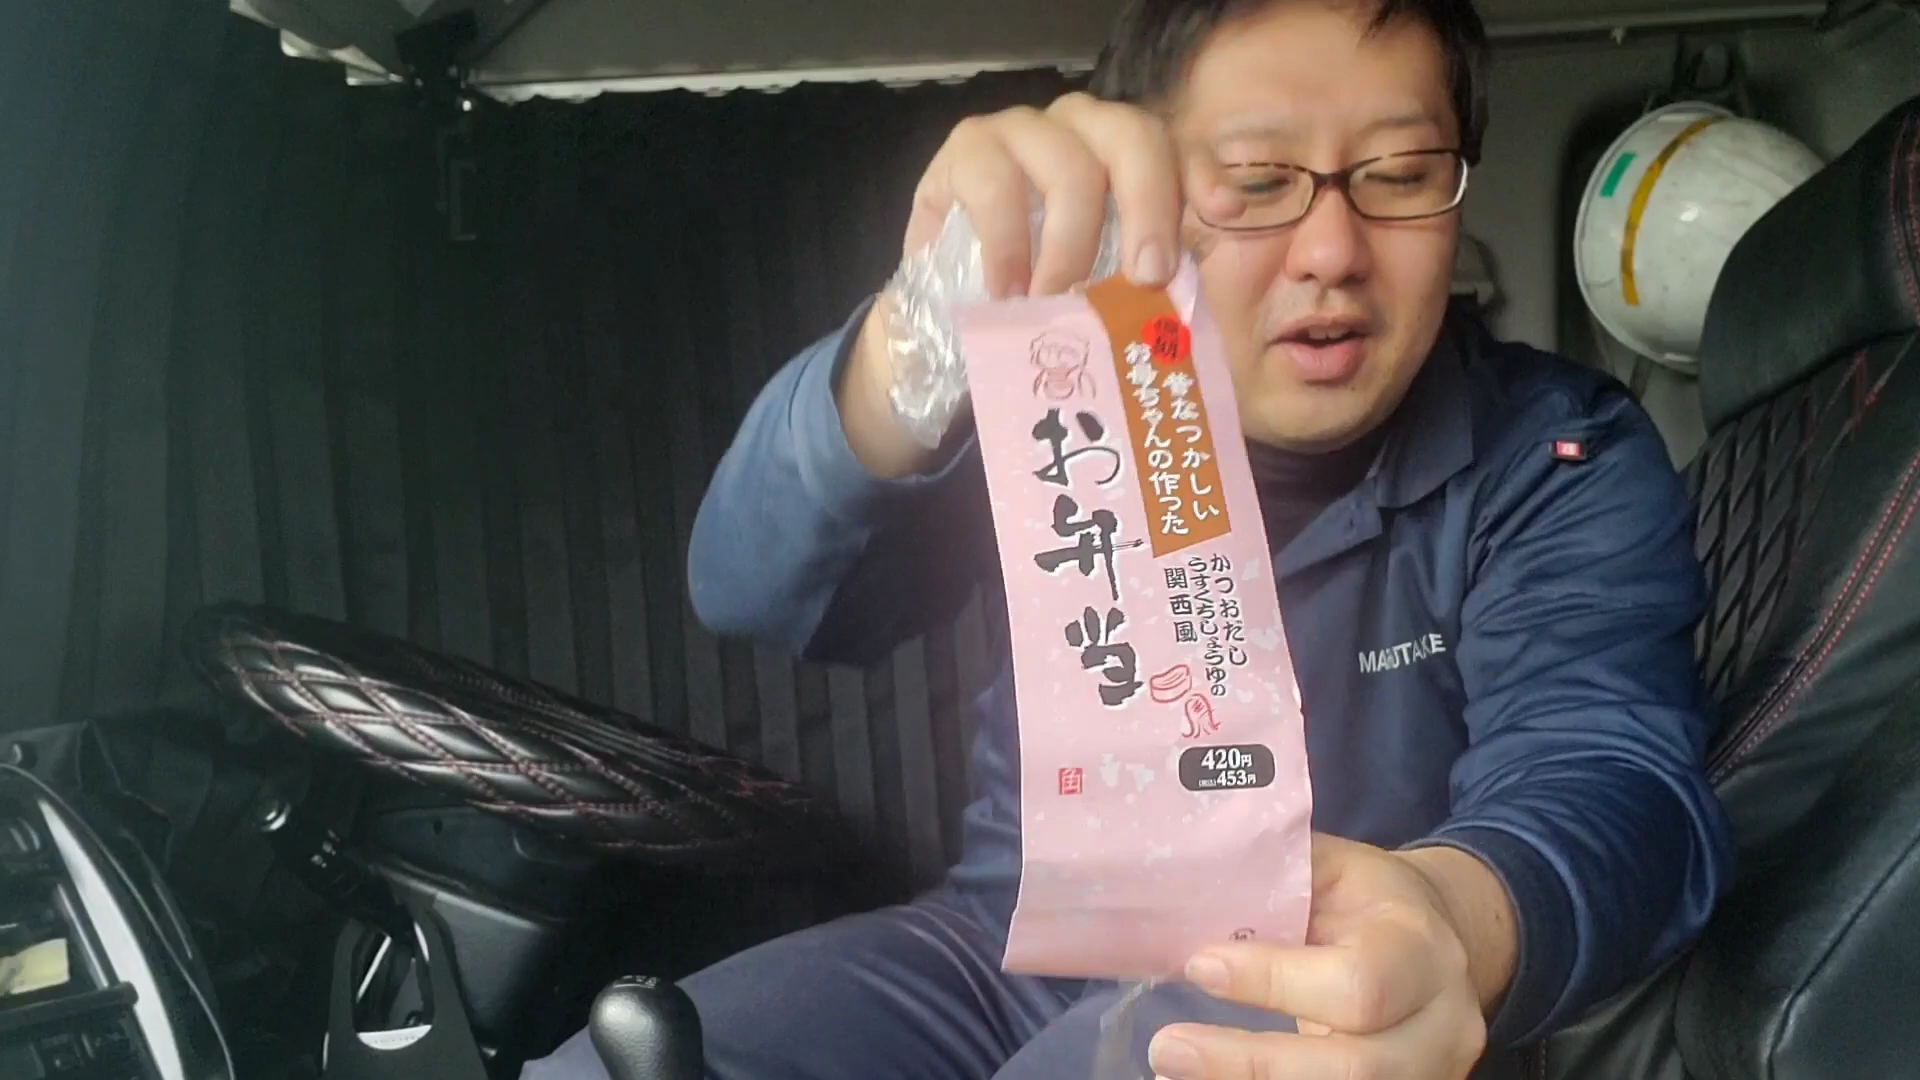 昔なつかしい
お母ちゃんの作った
お弁当
かつおだし
うすくちしょうゆの
関西風
420円
(税込)453円
MARUTAKE